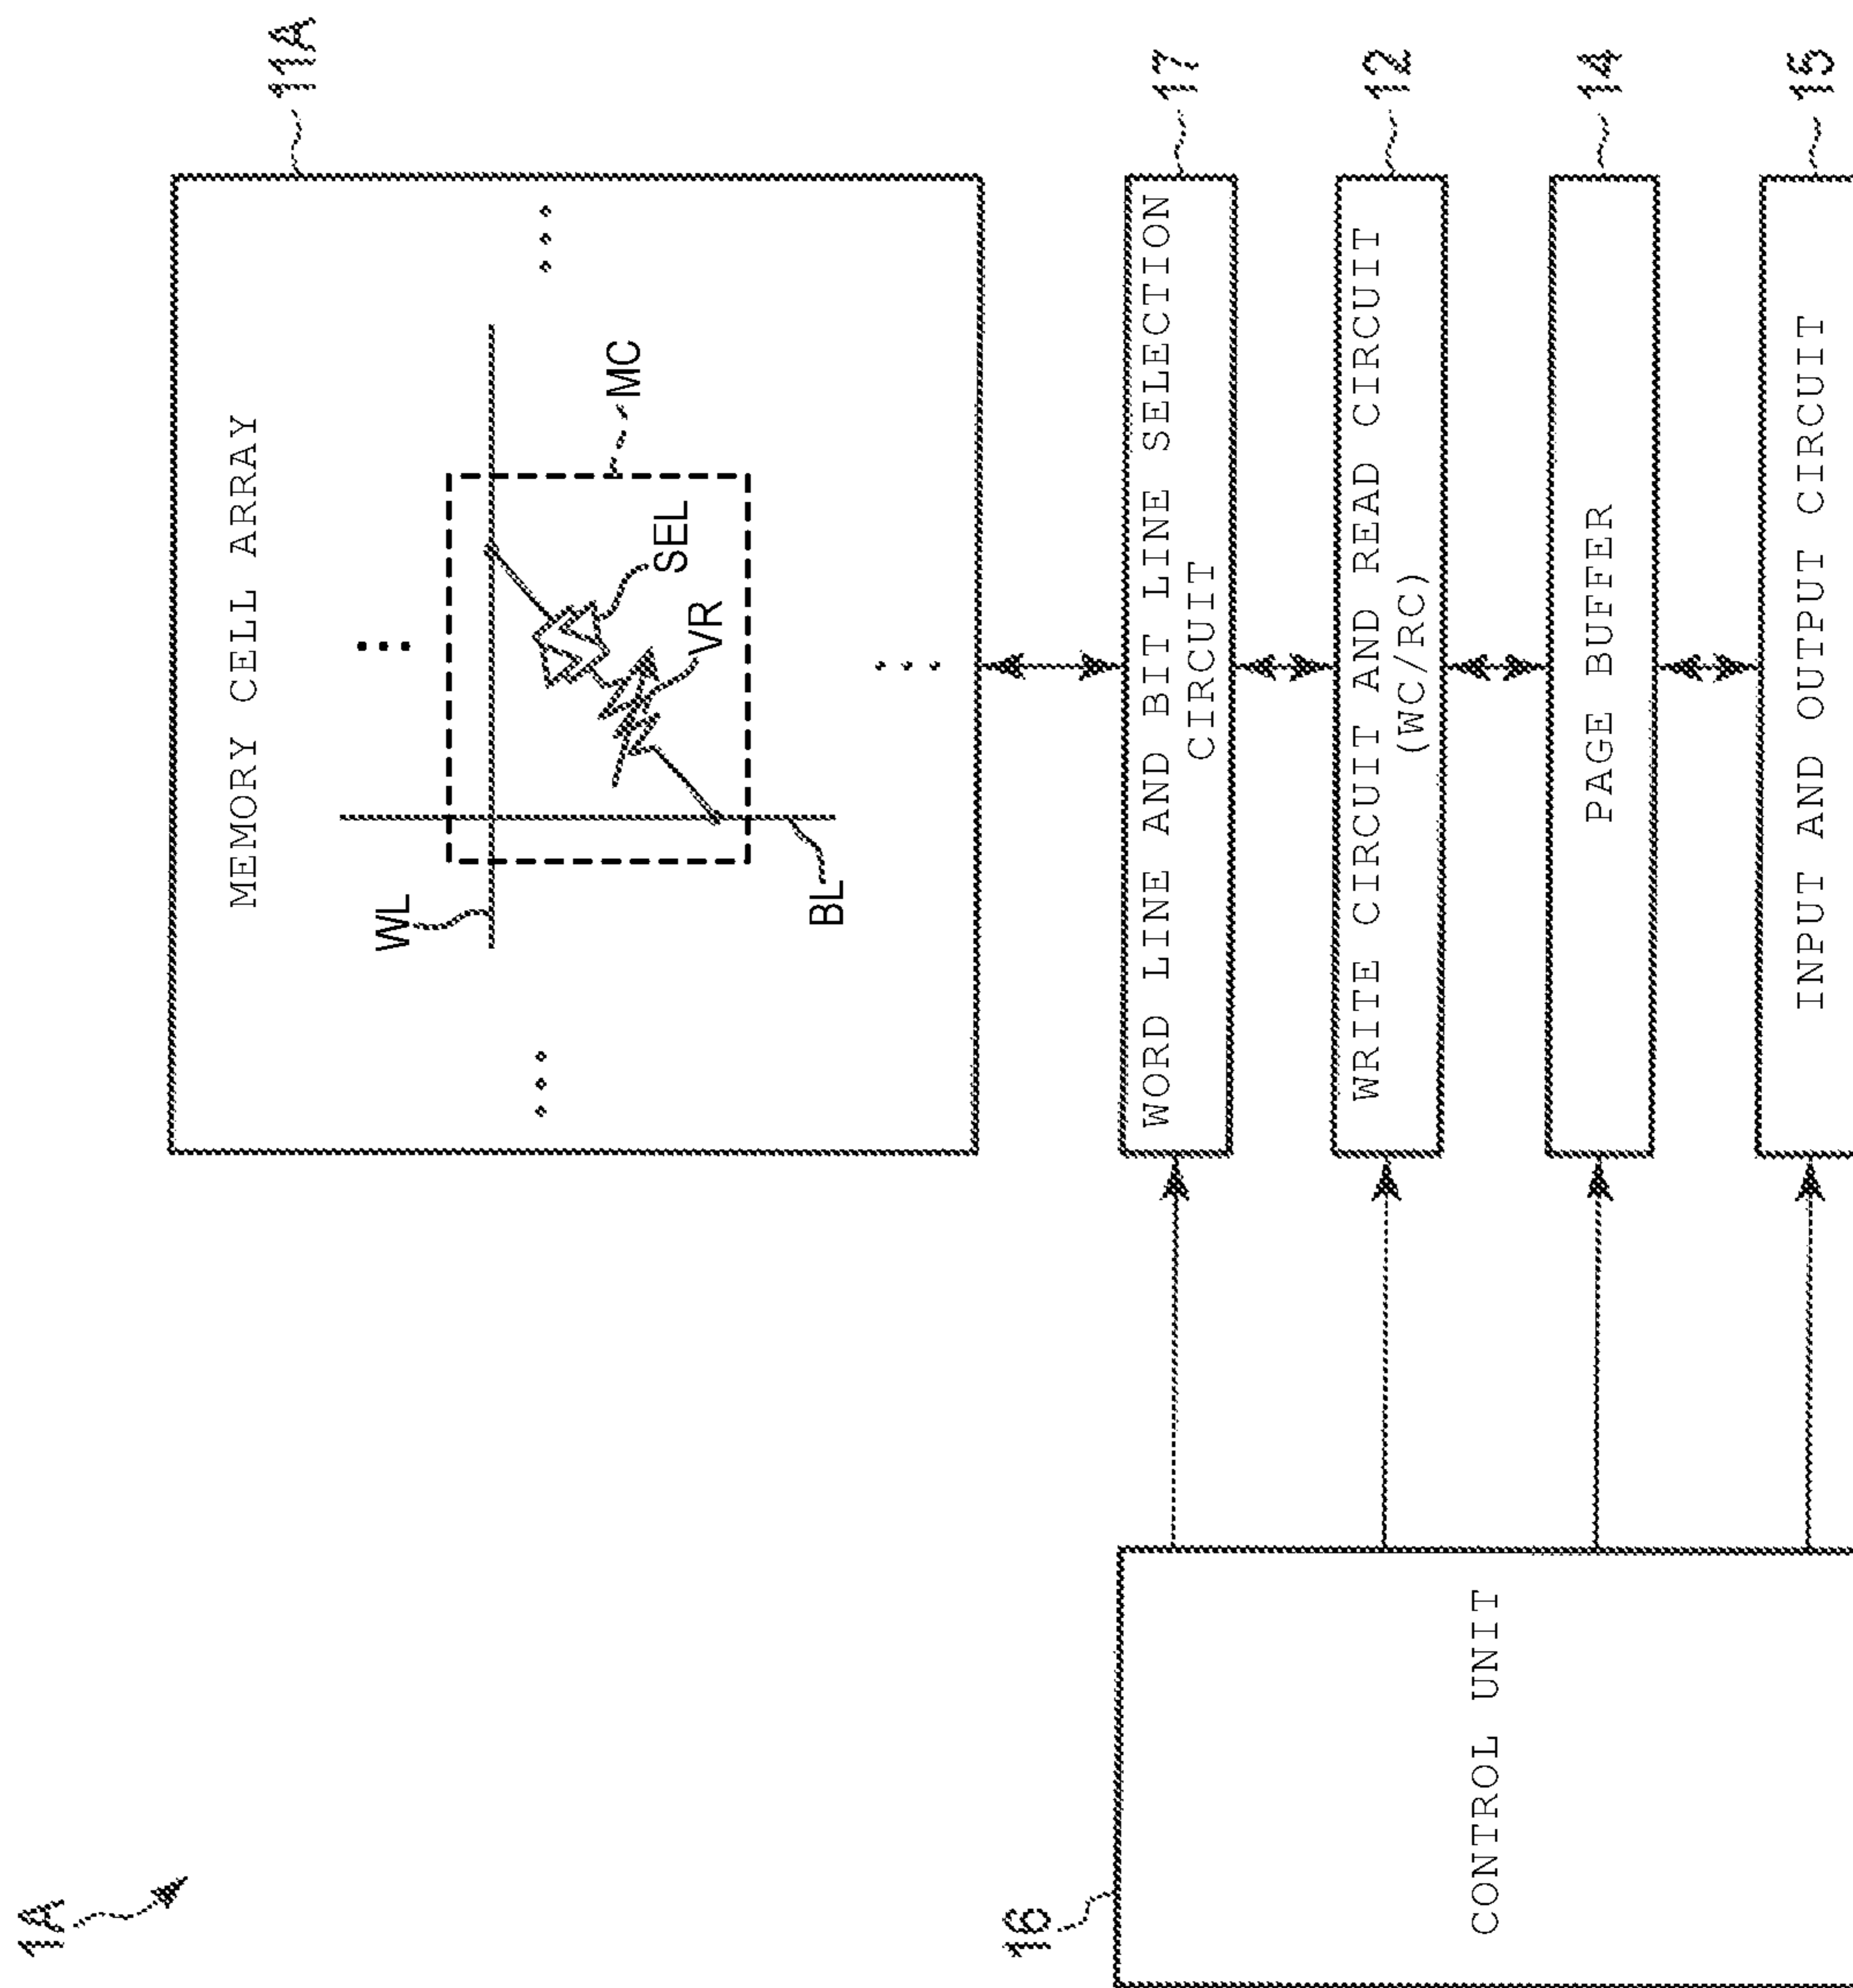 1A
11A
MEMORY CELL ARRAY
WL
MC
SEL
VR
BL
16
CONTROL UNIT
WORD LINE AND BIT LINE SELECTION
CIRCUIT
17
WRITE CIRCUIT AND READ CIRCUIT
(WC/RC)
12
PAGE BUFFER
14
INPUT AND OUTPUT CIRCUIT
15